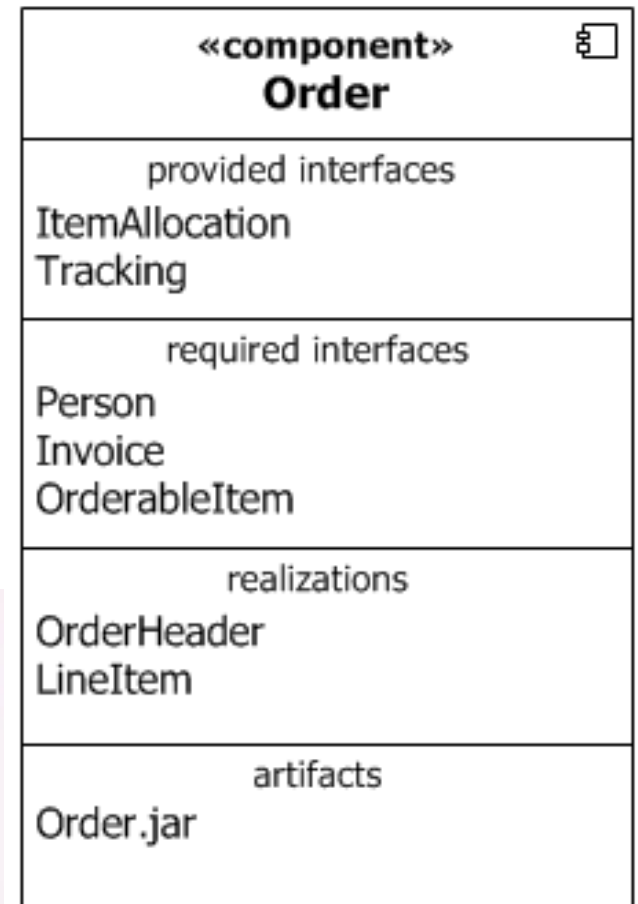 «component»
Order
provided interfaces
ItemAllocation
Tracking
required interfaces
Person
Invoice
OrderableItem
realizations
OrderHeader
LineItem
artifacts
Order.jar